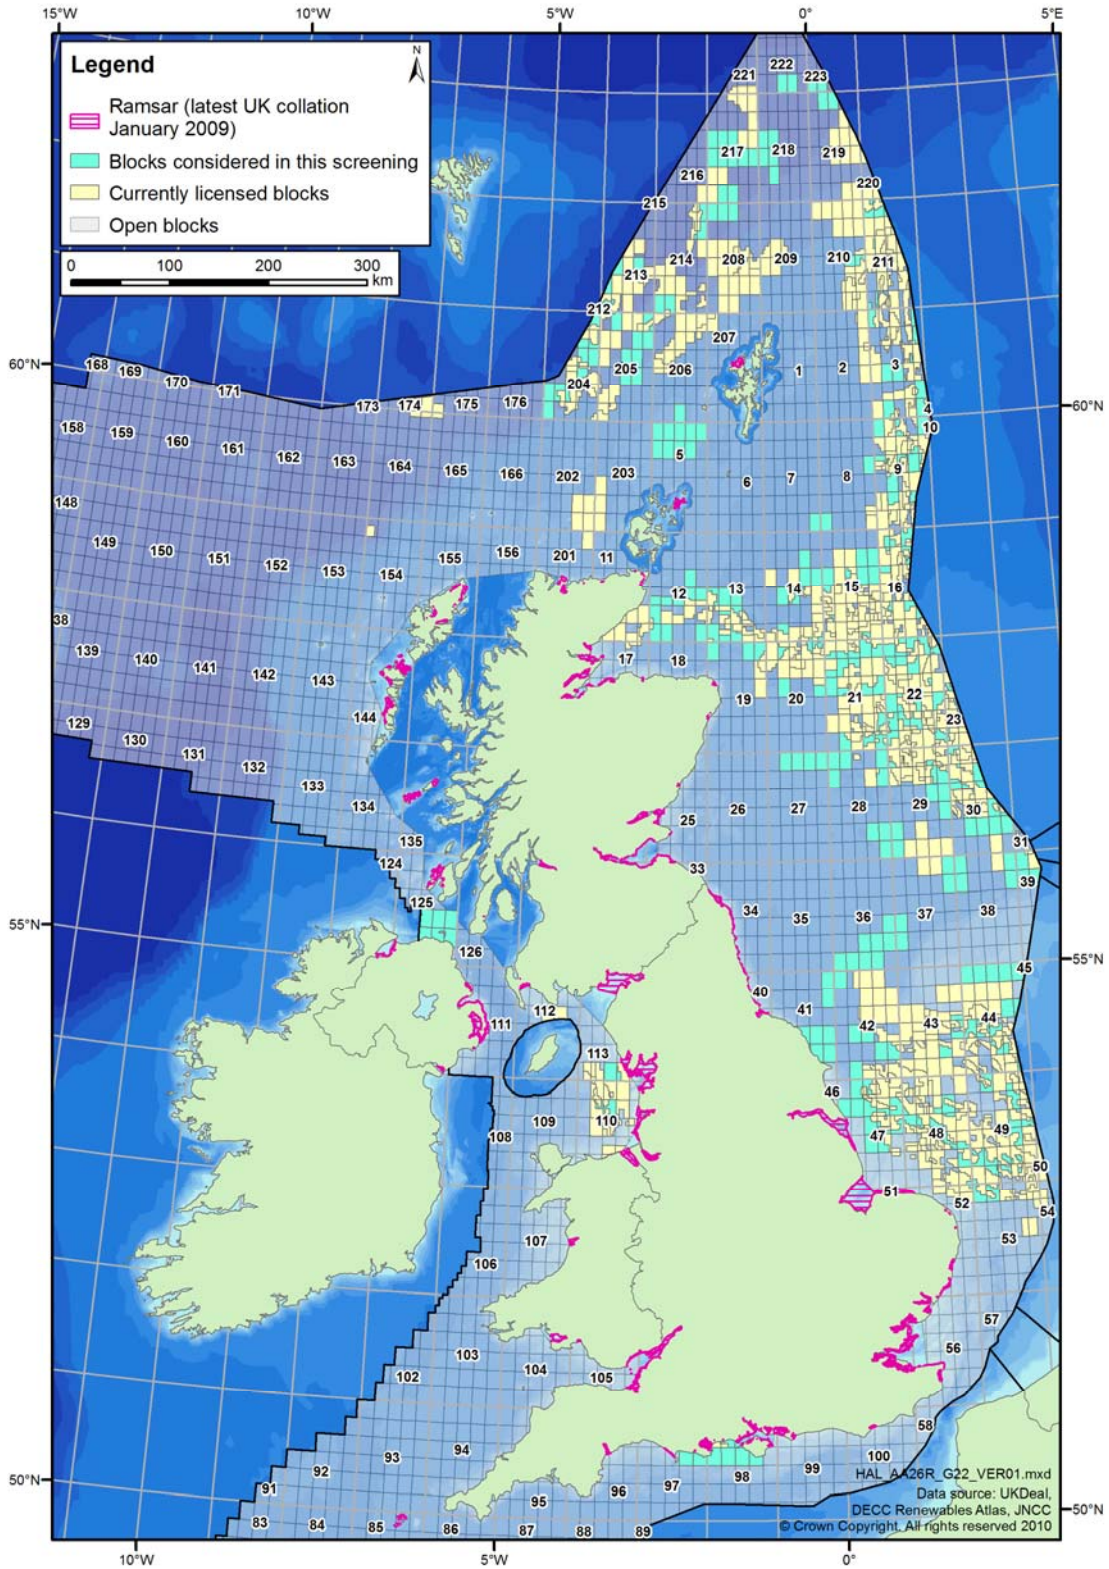 15°W 10°W 5°W 0° 5°E
Legend
N
Ramsar (latest UK collation
January 2009)
Blocks considered in this screening
Currently licensed blocks
Open blocks
0 100 200 300
km
221 222 223
217 218 219
216
220
215
208 209 210 211
214
213
212
207
60°N
168 169
205 206 1 2 3
170
204
171
173 174 175 176
4
60°N
10
158 159 160 161 162 163 164 165 166 202 203 5 6 7 8 9
148 149 150 151 152 153 154 155 156 201 11
12 13 14 15 16
38
139 140 141 142 143 17 18
19 20 21 22 23
144
129 130 131 132 133 134
25 26 27 28 29 30
135
31
124
33
39
125
34 35 36 37 38
55°N
126
55°N
45
40 41
111 112
42 43 44
113
46
108 109 110
47 48 49
50
51
52
54
53
107
106
57
103
56
102
104 105
58
93 94
100
92
99
98
97
96
95
HAL_AA26R_G22_VER01.mxd
50°N
91
Data source: UKDeal,
DECC Renewables Atlas, JNCC
50°N
83 84 85 86 87 88 89
© Crown Copyright. All rights reserved 2010
10°W 5°W 0°